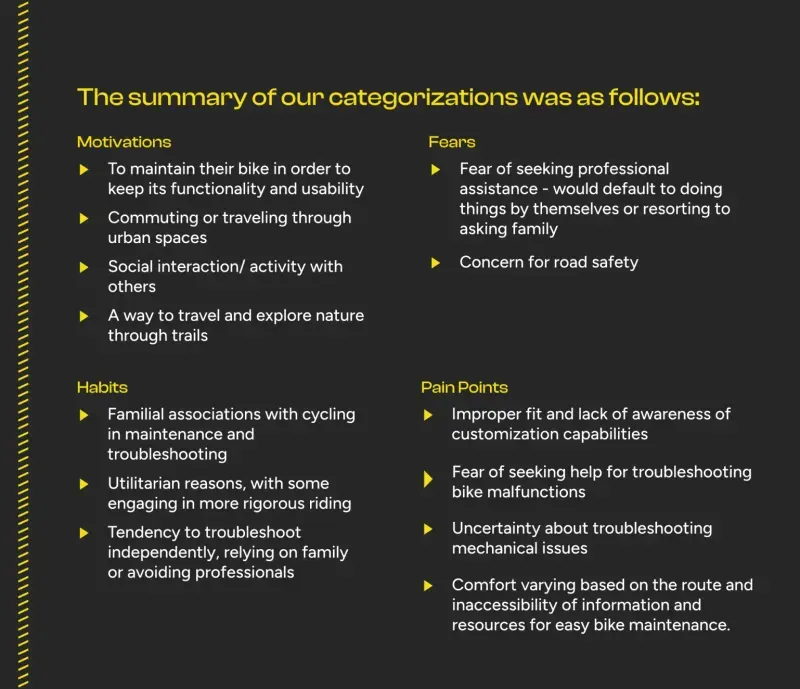 The summary of our categorizations was as follows:
Motivations
To maintain their bike in order to
keep its functionality and usability
Commuting or traveling through
urban spaces
Social interaction/ activity with
others
A way to travel and explore nature
through trails
Fears
Fear of seeking professional
assistance - would default to doing
things by themselves or resorting to
asking family
Concern for road safety
Habits
Familial associations with cycling
in maintenance and
troubleshooting
Utilitarian reasons, with some
engaging in more rigorous riding
Tendency to troubleshoot
independently, relying on family
or avoiding professionals
Pain Points
Improper fit and lack of awareness of
customization capabilities
Fear of seeking help for troubleshooting
bike malfunctions
Uncertainty about troubleshooting
mechanical issues
Comfort varying based on the route and
inaccessibility of information and
resources for easy bike maintenance.